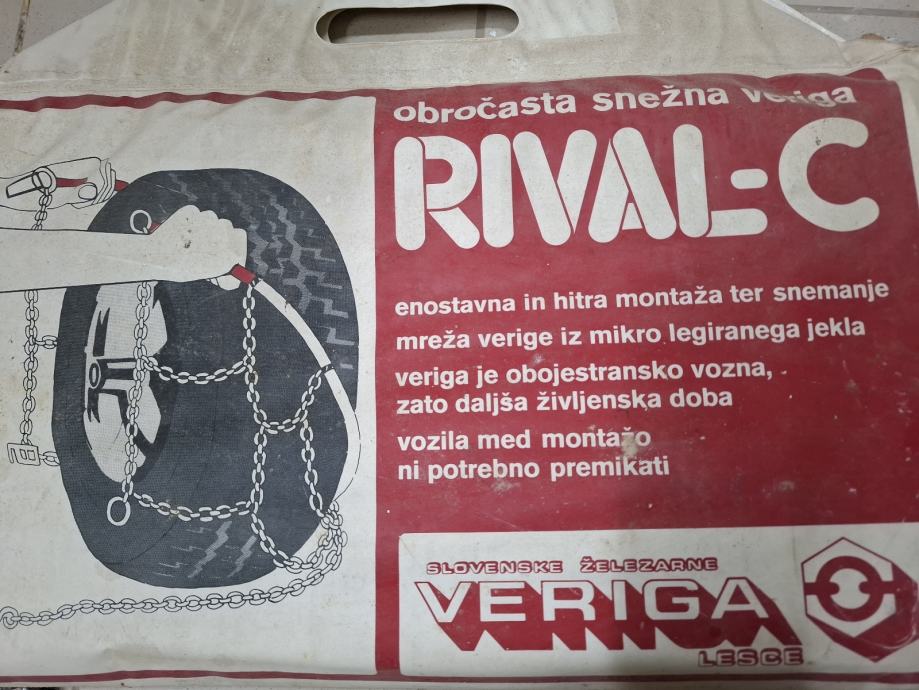 obročasta snežna veriga
RIVAL-C
enostavna in hitra montaža ter snemanje
mreža verige iz mikro legiranega jekla
veriga je obojestransko vozna,
zato daljša življenska doba
vozila med montažo
ni potrebno premikati
SLOVENSKE ŽELEZARNE
VERIGA
LESCE